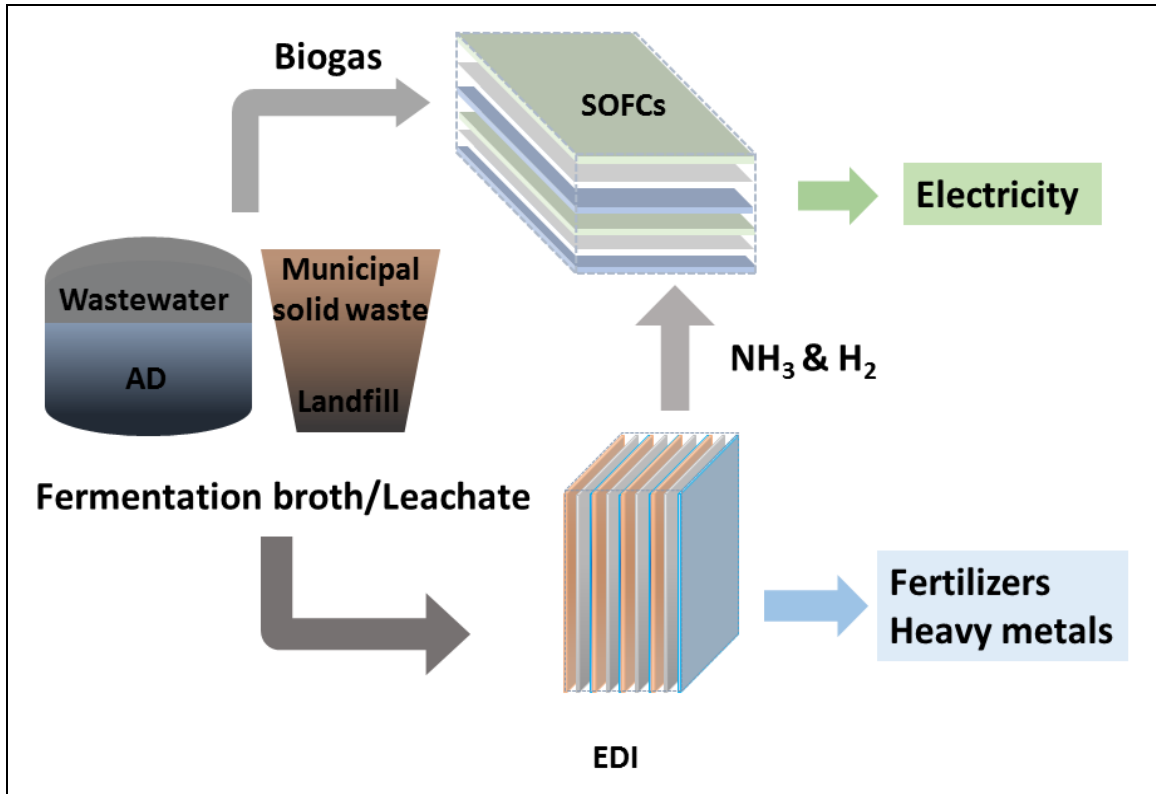 Biogas
SOFCs
Electricity
Wastewater
AD
Municipal
solid waste
Landfill
NH₃ & H₂
Fermentation broth/Leachate
Fertilizers
Heavy metals
EDI